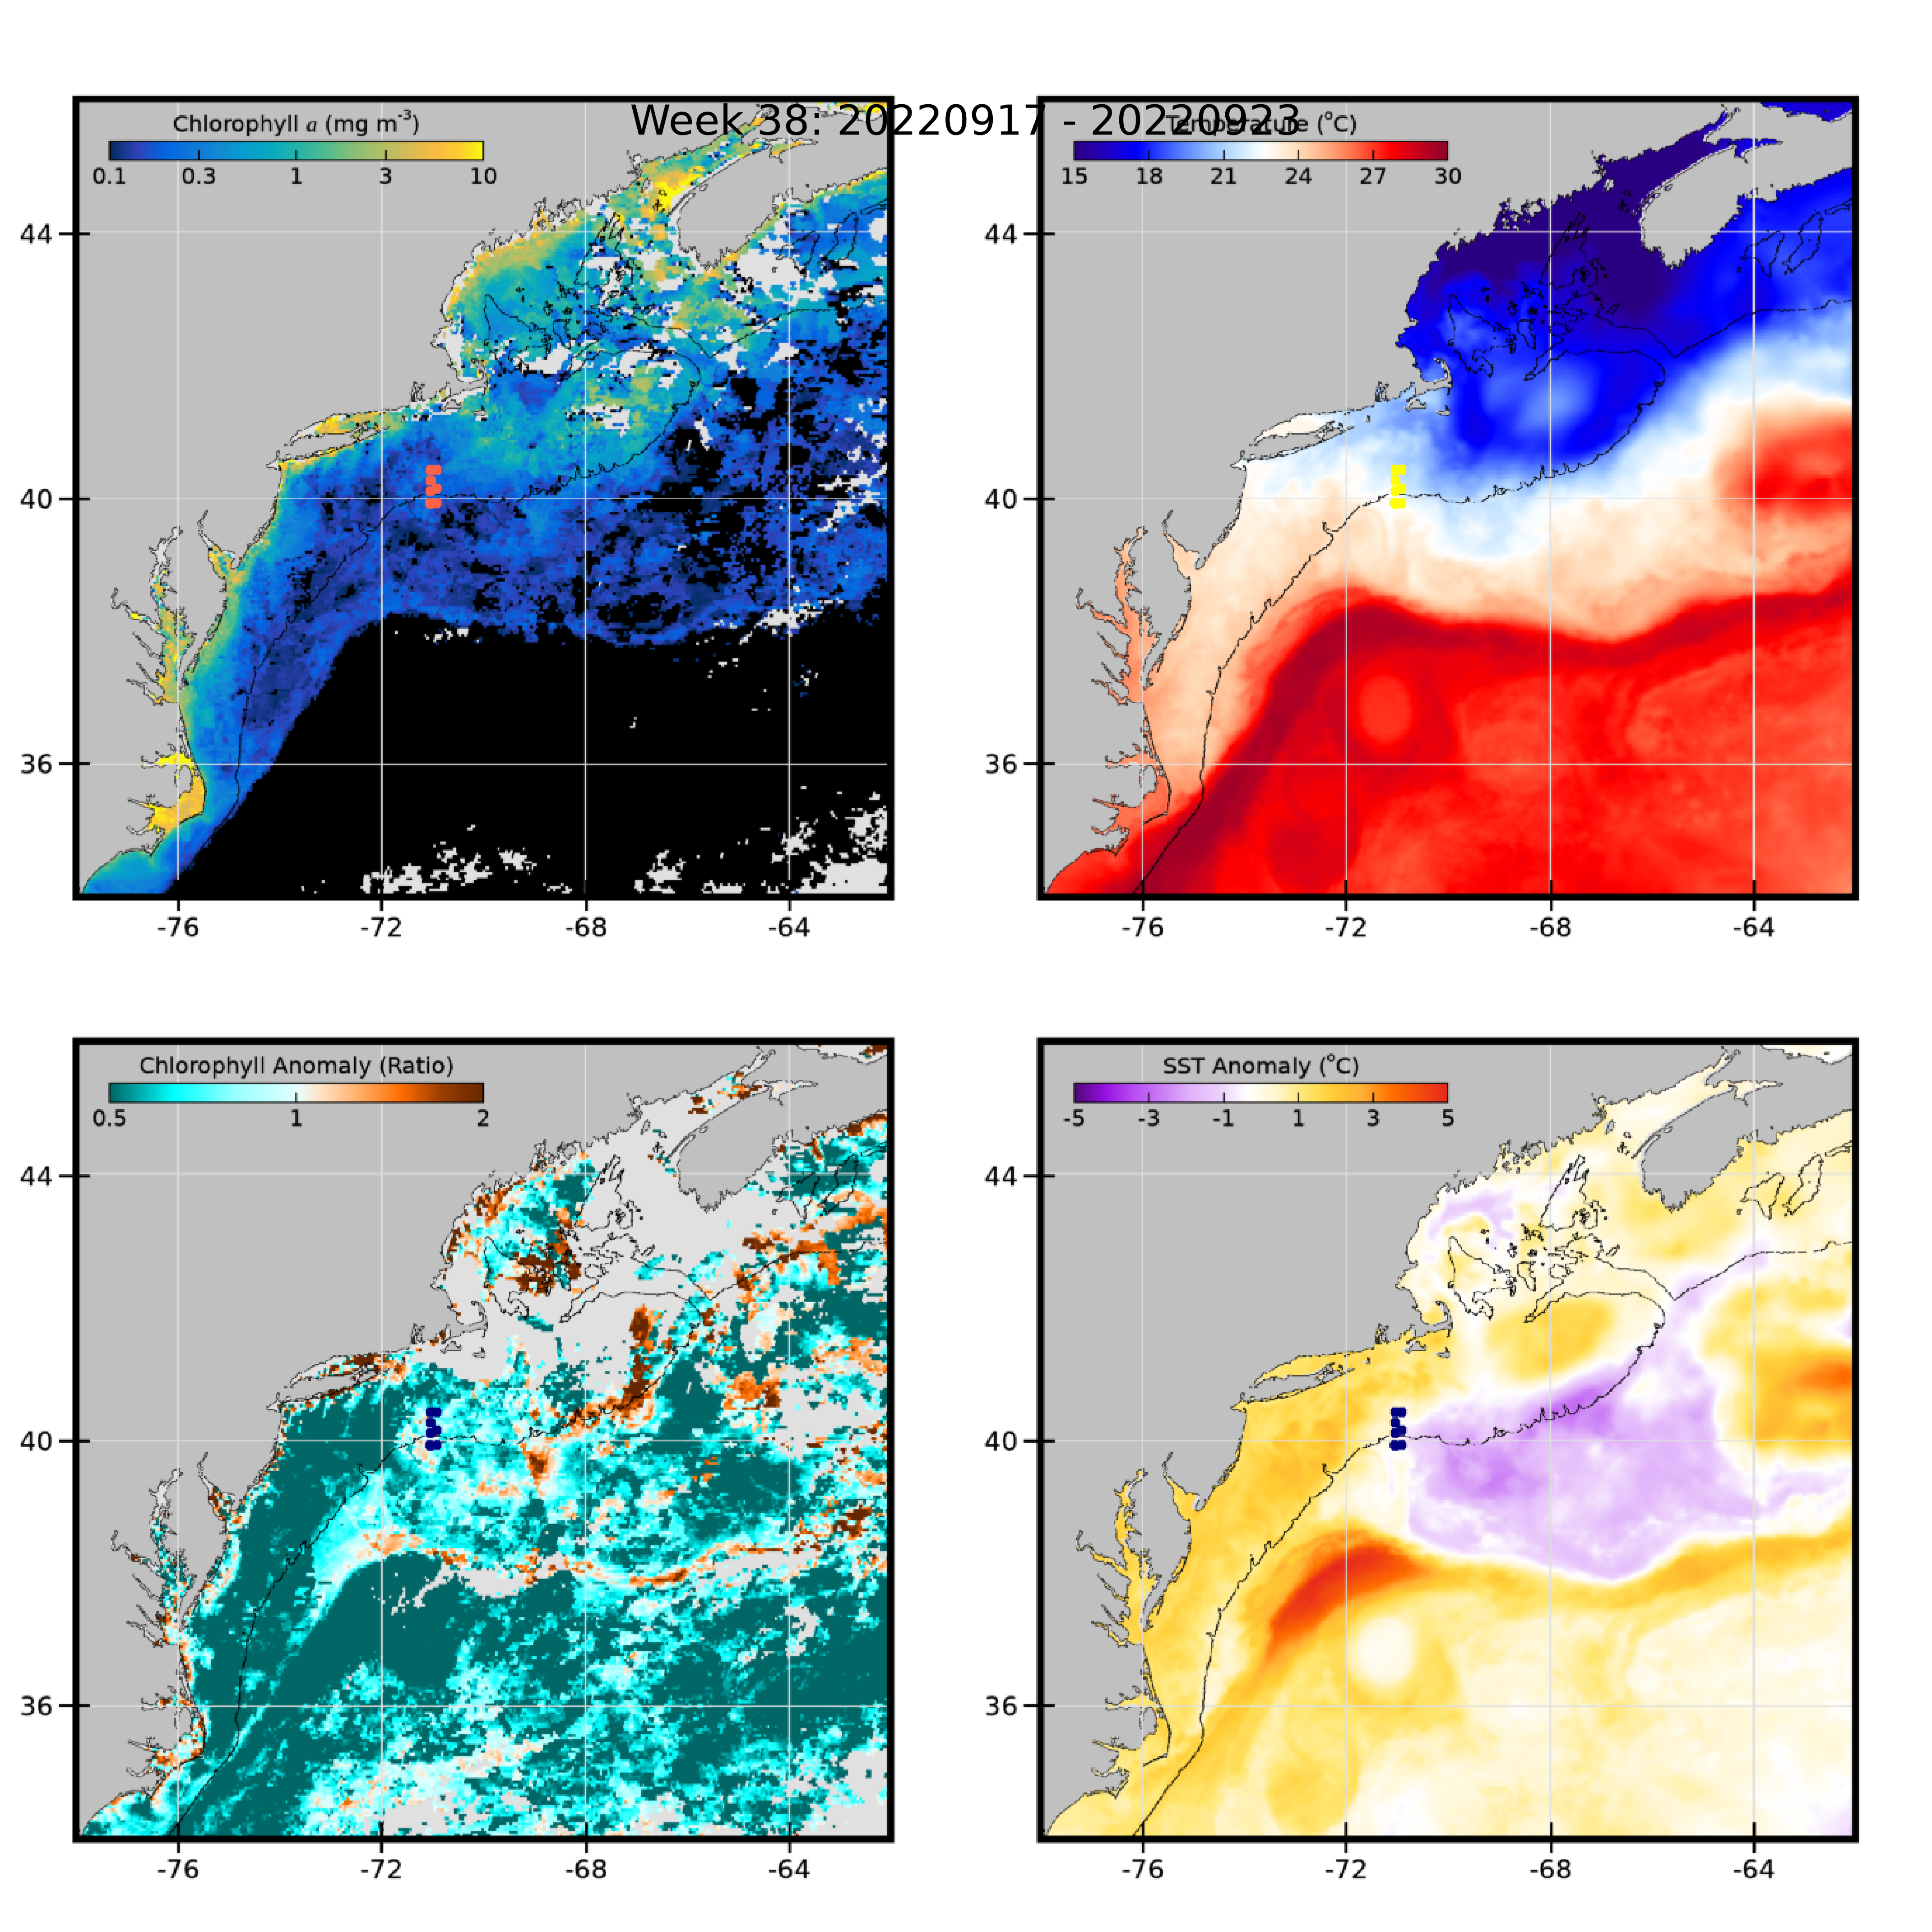 Week 38: 20220917 - 20220923
Chlorophyll a (mg m-3)
0.1 0.3 1 3 10
44
40
36
-76 -72 -68 -64
Temperature (°C)
15 18 21 24 27 30
44
40
36
-76 -72 -68 -64
Chlorophyll Anomaly (Ratio)
0.5 1 2
44
40
36
-76 -72 -68 -64
SST Anomaly (°C)
-5 -3 -1 1 3 5
44
40
36
-76 -72 -68 -64